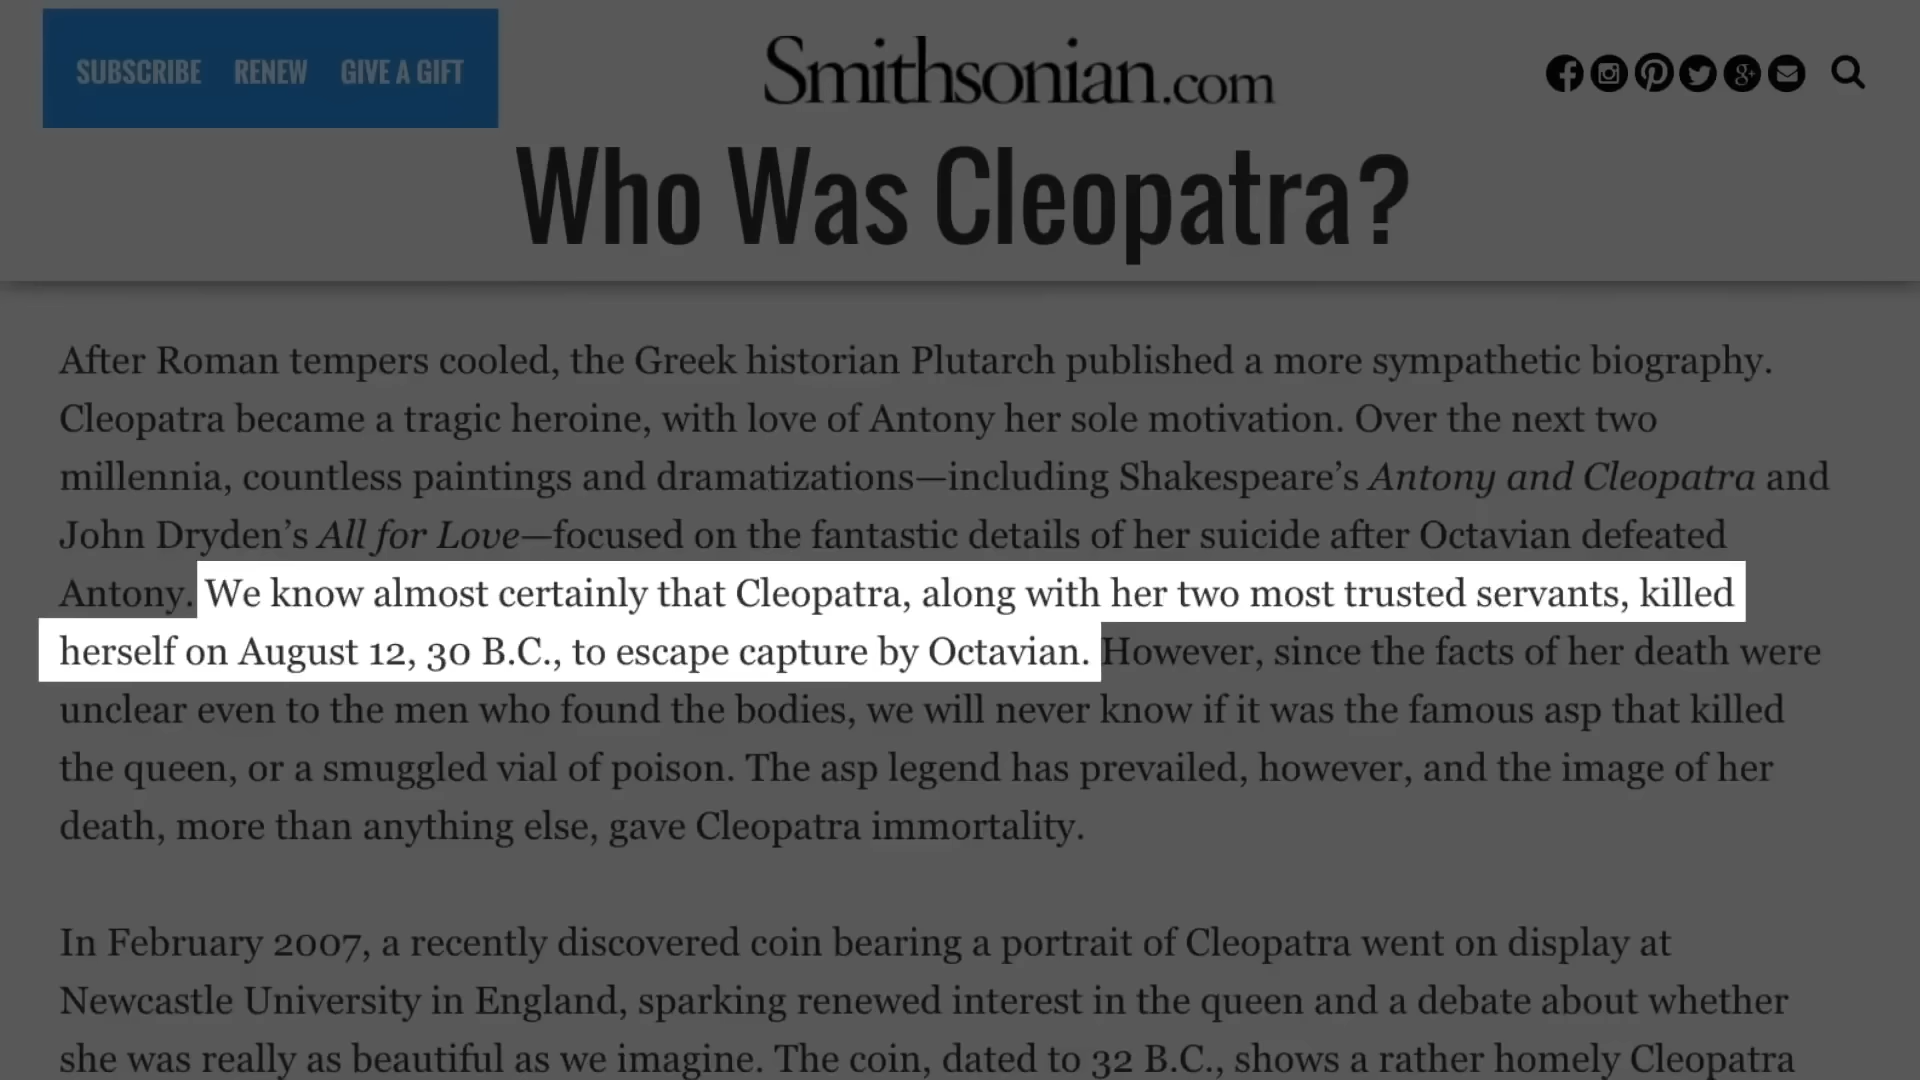 SUBSCRIBE RENEW GIVE A GIFT
Smithsonian.com
Who Was Cleopatra?
After Roman tempers cooled, the Greek historian Plutarch published a more sympathetic biography.
Cleopatra became a tragic heroine, with love of Antony her sole motivation. Over the next two
millennia, countless paintings and dramatizations—including Shakespeare’s Antony and Cleopatra and
John Dryden’s All for Love—focused on the fantastic details of her suicide after Octavian defeated
Antony. We know almost certainly that Cleopatra, along with her two most trusted servants, killed
herself on August 12, 30 B.C., to escape capture by Octavian. However, since the facts of her death were
unclear even to the men who found the bodies, we will never know if it was the famous asp that killed
the queen, or a smuggled vial of poison. The asp legend has prevailed, however, and the image of her
death, more than anything else, gave Cleopatra immortality.
In February 2007, a recently discovered coin bearing a portrait of Cleopatra went on display at
Newcastle University in England, sparking renewed interest in the queen and a debate about whether
she was really as beautiful as we imagine. The coin, dated to 32 B.C., shows a rather homely Cleopatra